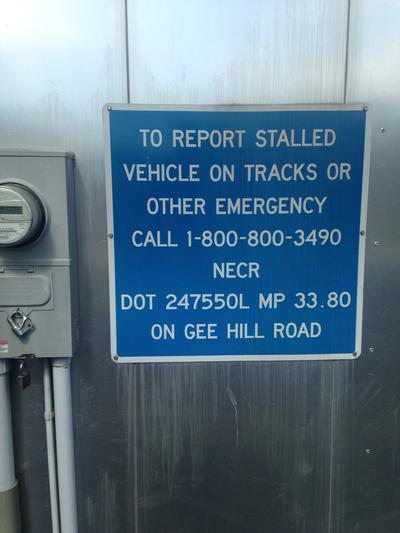 TO REPORT STALLED
VEHICLE ON TRACKS OR
OTHER EMERGENCY
CALL 1-800-800-3490
NECR
DOT 247550L MP 33.80
ON GEE HILL ROAD